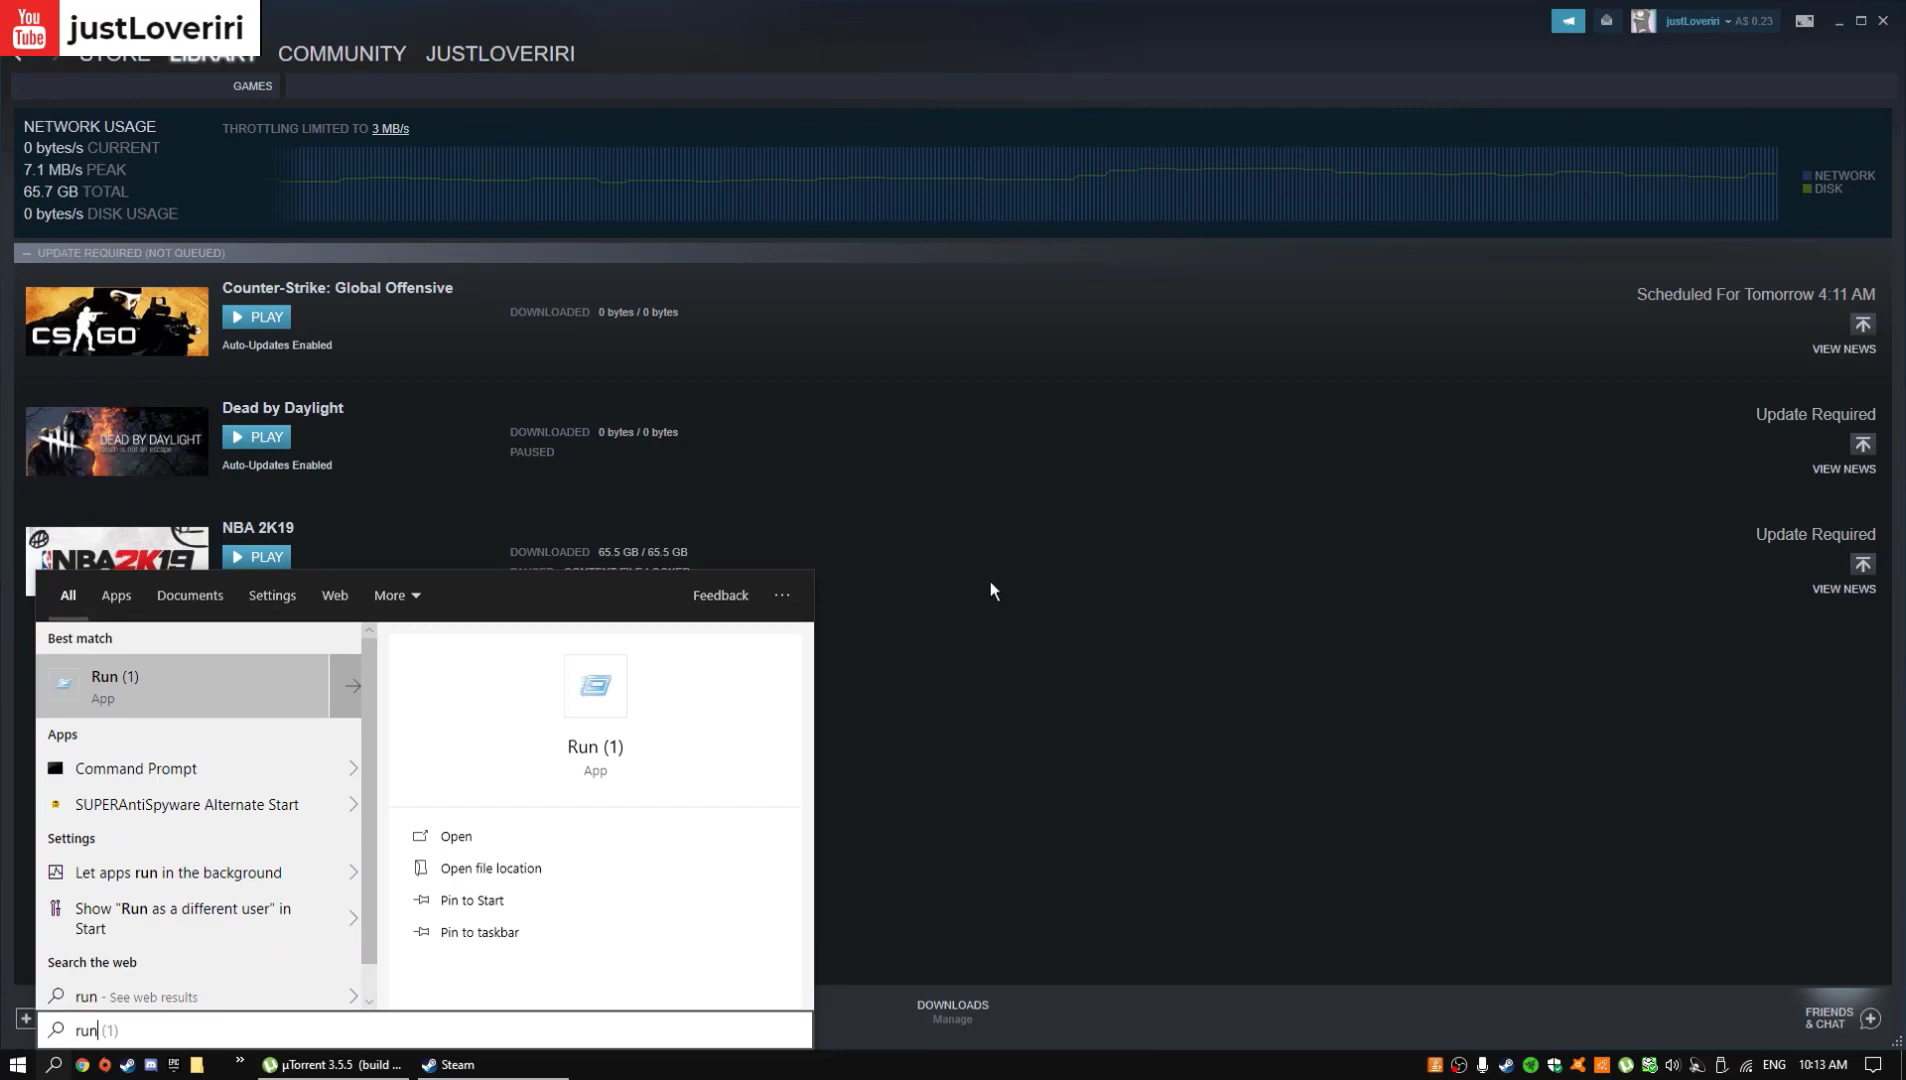 You Tube justLoveriri
STORE LIBRARY COMMUNITY JUSTLOVERIRI
justLoveriri A$ 0.23
GAMES
NETWORK USAGE
THROTTLING LIMITED TO 3 MB/s
0 bytes/s CURRENT
7.1 MB/s PEAK
65.7 GB TOTAL
0 bytes/s DISK USAGE
NETWORK
DISK
UPDATE REQUIRED (NOT QUEUED)
Counter-Strike: Global Offensive
CS GO
PLAY
Auto-Updates Enabled
DOWNLOADED 0 bytes / 0 bytes
Scheduled For Tomorrow 4:11 AM
VIEW NEWS
Dead by Daylight
DEAD BY DAYLIGHT
PLAY
Auto-Updates Enabled
DOWNLOADED 0 bytes / 0 bytes
PAUSED
Update Required
VIEW NEWS
NBA 2K19
NBA2K19
PLAY
DOWNLOADED 65.5 GB / 65.5 GB
Update Required
VIEW NEWS
All Apps Documents Settings Web More Feedback ...
Best match
Run (1)
App
Apps
Command Prompt
SUPERAntiSpyware Alternate Start
Settings
Let apps run in the background
Show "Run as a different user" in
Start
Search the web
run - See web results
Run (1)
App
Open
Open file location
Pin to Start
Pin to taskbar
run (1)
DOWNLOADS
Manage
FRIENDS
& CHAT
µTorrent 3.5.5 (build ...
Steam
ENG 10:13 AM